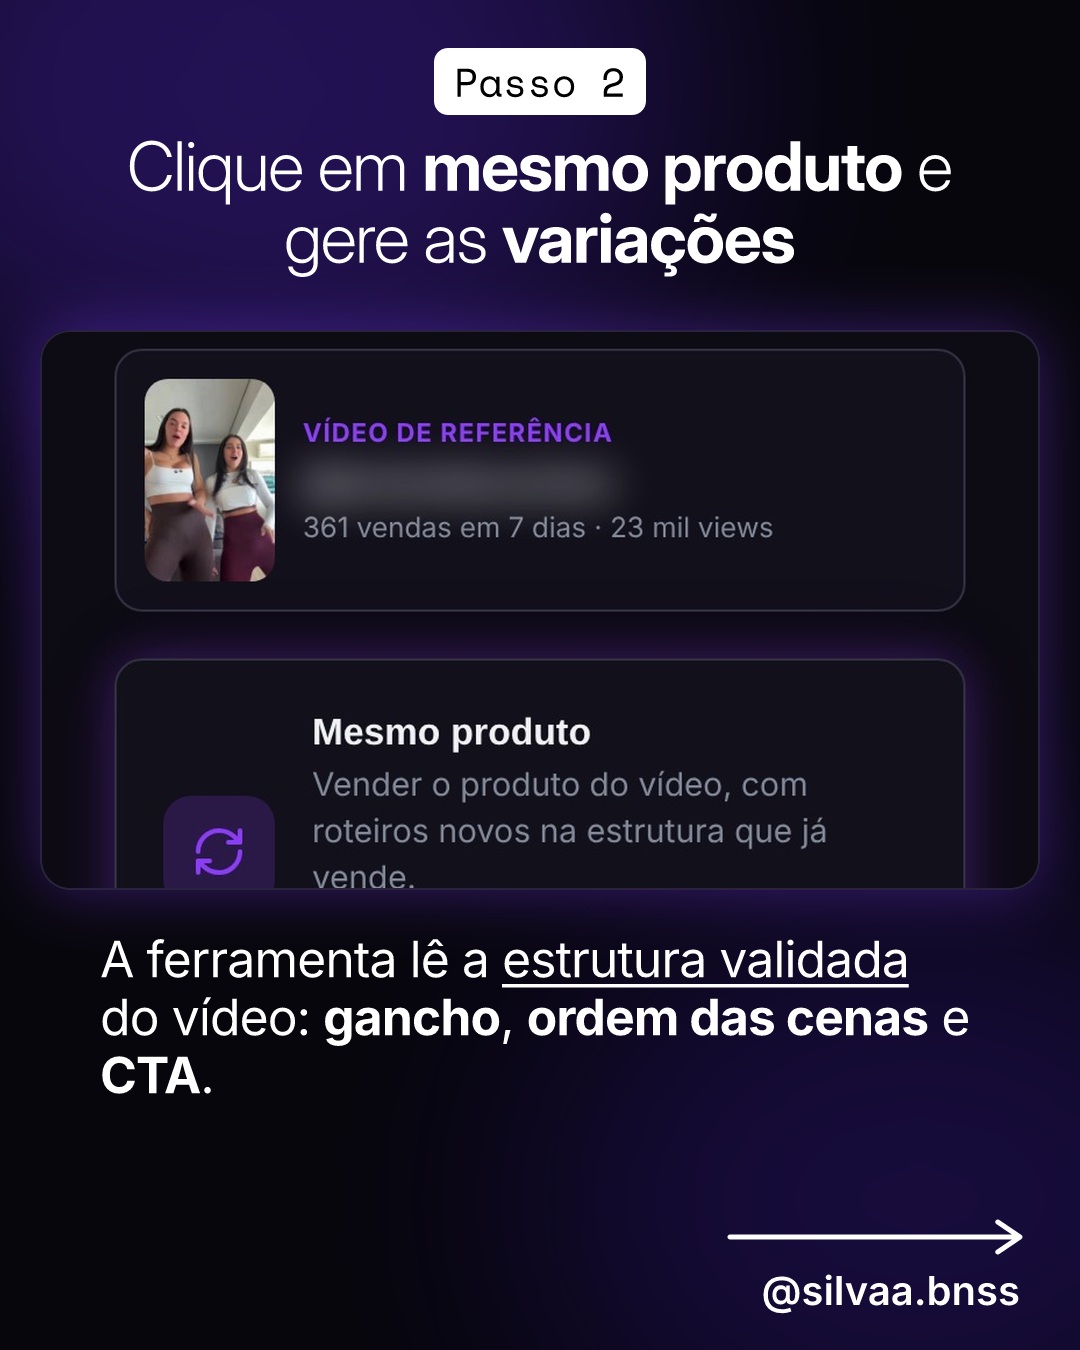 Passo 2
Clique em mesmo produto e
gere as variações
VÍDEO DE REFERÊNCIA
361 vendas em 7 dias · 23 mil views
Mesmo produto
Vender o produto do vídeo, com
roteiros novos na estrutura que já
vende.
A ferramenta lê a estrutura validada
do vídeo: gancho, ordem das cenas e
CTA.
@silvaa.bnss